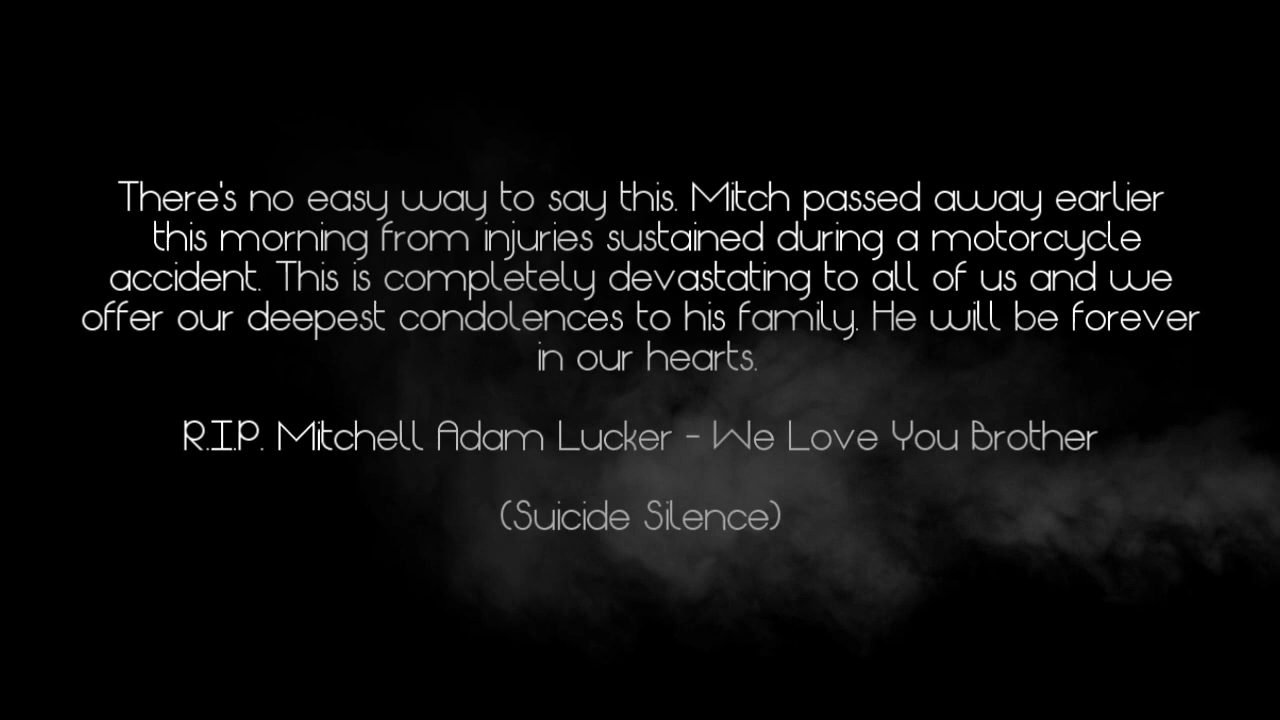 There's no easy way to say this. Mitch passed away earlier
this morning from injuries sustained during a motorcycle
accident. This is completely devastating to all of us and we
offer our deepest condolences to his family. He will be forever
in our hearts.
R.I.P. Mitchell Adam Lucker - We Love You Brother
(Suicide Silence)